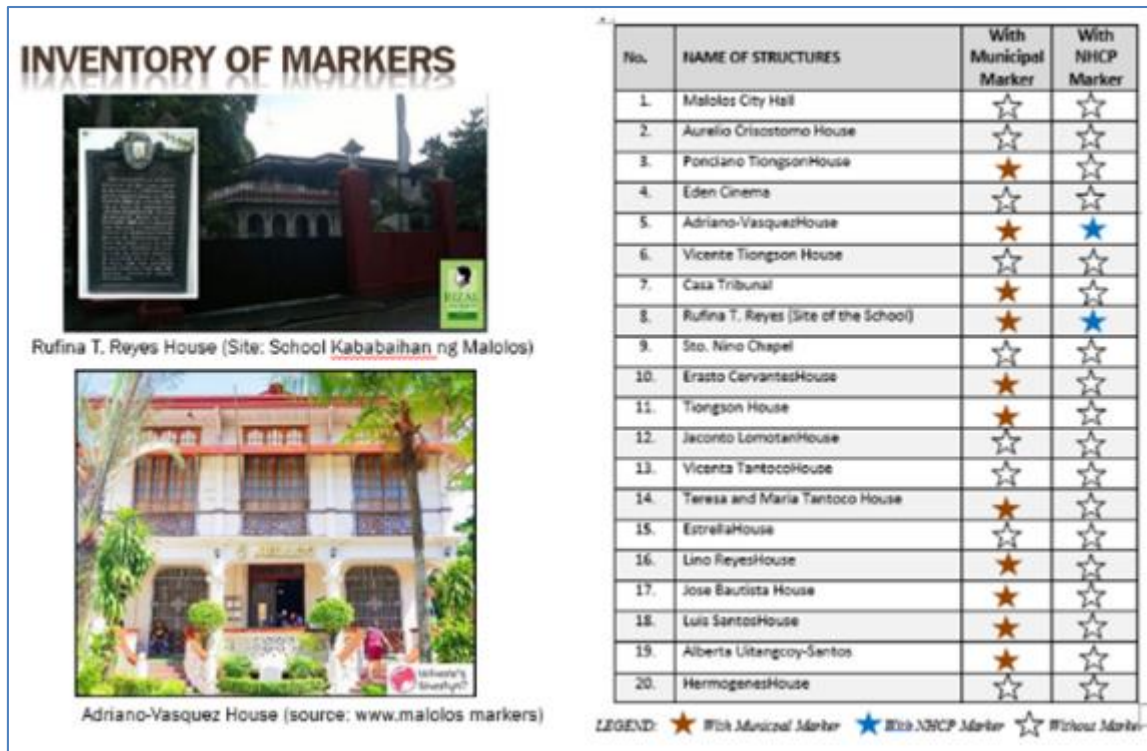 INVENTORY OF MARKERS
RIZAL
Rufina T. Reyes House (Site: School Kababaihan ng Malolos)
Adriano-Vasquez House (source: www.malolos markers)
No. NAME OF STRUCTURES With Municipal Marker With NHCP Marker
1. Malolos City Hall
2. Aurelio Crisostomo House
3. Ponciano TiongsonHouse
4. Eden Cinema
5. Adriano-VasquezHouse
6. Vicente Tiongson House
7. Casa Tribunal
8. Rufina T. Reyes (Site of the School)
9. Sto. Nino Chapel
10. Erasto CervantesHouse
11. Tiongson House
12. Jaconto LomotanHouse
13. Vicenta TantocoHouse
14. Teresa and Maria Tantoco House
15. EstrellaHouse
16. Lino ReyesHouse
17. Jose Bautista House
18. Luis SantosHouse
19. Alberta Uitangcoy-Santos
20. HermogenesHouse
LEGEND: With Municpal Marker With NHCP Marker Without Marker